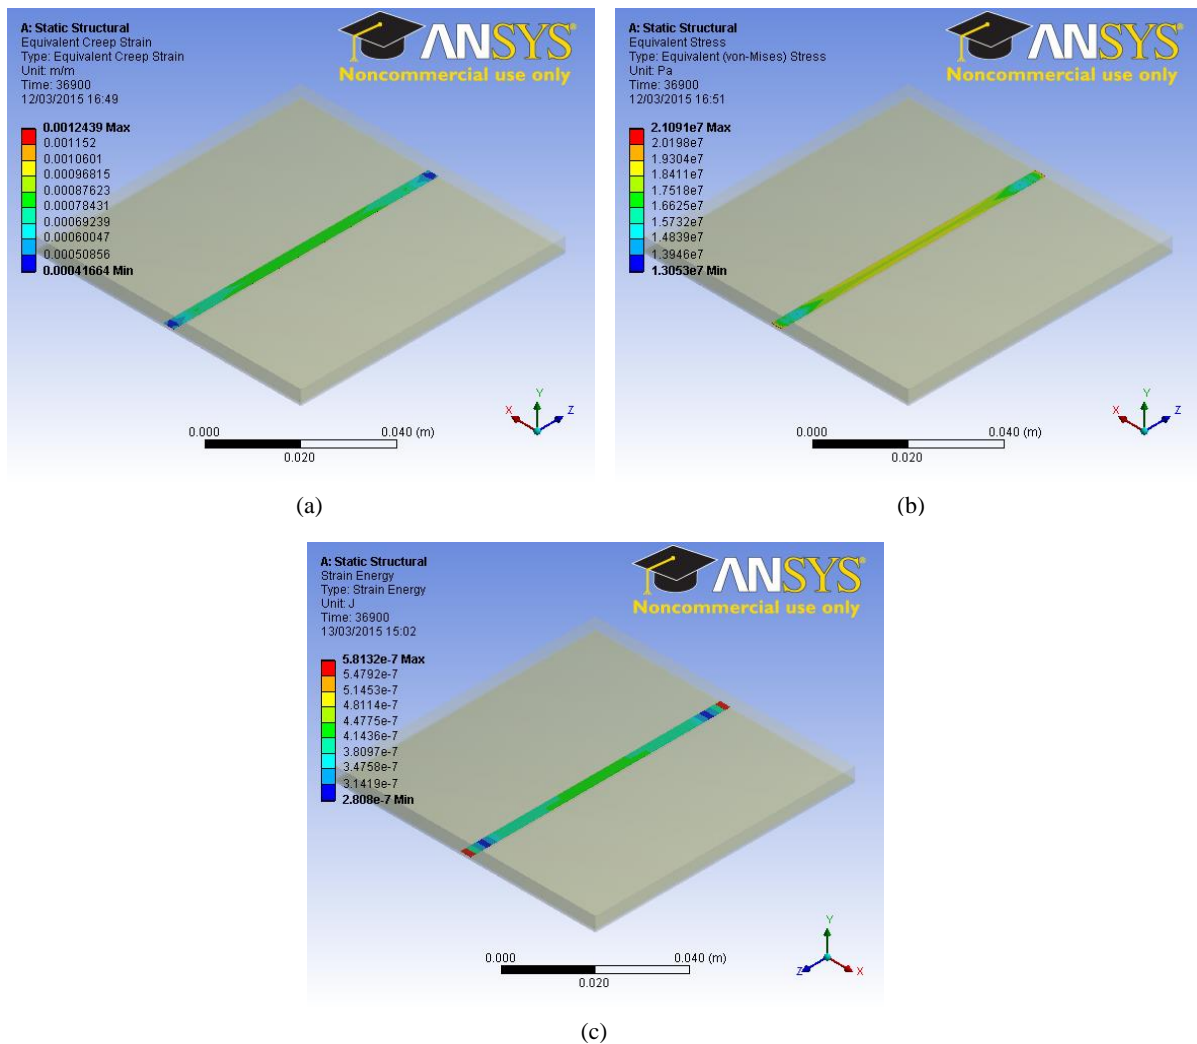 A: Static Structural
Equivalent Creep Strain
Type: Equivalent Creep Strain
Unit: m/m
Time: 36900
12/03/2015 16:49
ANSYS
Noncommercial use only
0.0012439 Max
0.001152
0.0010601
0.00096815
0.00087623
0.00078431
0.00069239
0.00060047
0.00050856
0.00041664 Min
Y
X
Z
0.000
0.040 (m)
0.020
(a)
A: Static Structural
Equivalent Stress
Type: Equivalent (von-Mises) Stress
Unit: Pa
Time: 36900
12/03/2015 16:51
ANSYS
Noncommercial use only
2.1091e7 Max
2.0198e7
1.9304e7
1.8411e7
1.7518e7
1.6625e7
1.5732e7
1.4839e7
1.3946e7
1.3053e7 Min
Y
X
Z
0.000
0.040 (m)
0.020
(b)
A: Static Structural
Strain Energy
Type: Strain Energy
Unit: J
Time: 36900
13/03/2015 15:02
ANSYS
Noncommercial use only
5.8132e-7 Max
5.4792e-7
5.1453e-7
4.8114e-7
4.4775e-7
4.1436e-7
3.8097e-7
3.4758e-7
3.1419e-7
2.808e-7 Min
Y
Z
X
0.000
0.040 (m)
0.020
(c)